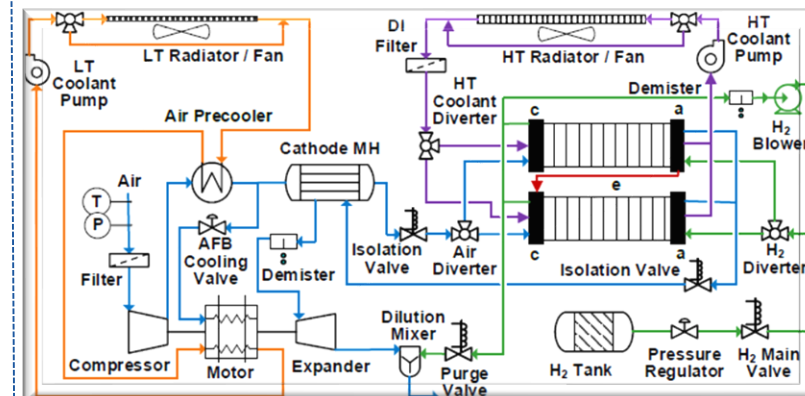 LT Radiator / Fan
LT
Coolant
Pump
DI
Filter
HT Radiator / Fan
HT
Coolant
Pump
HT
Coolant
Diverter
Demister
H₂
Blower
Air Precooler
Cathode MH
Air
T
P
Filter
AFB
Cooling
Valve
Demister
Isolation
Valve
Air
Diverter
c
a
e
c
a
Isolation Valve
H₂
Diverter
Compressor
Motor
Expander
Dilution
Mixer
Purge
Valve
H₂ Tank
Pressure
Regulator
H₂ Main
Valve